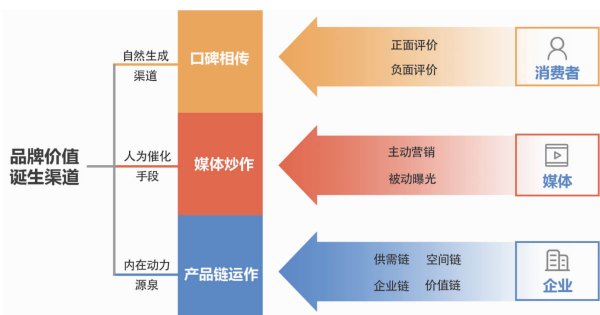 品牌价值
诞生渠道
自然生成
渠道
口碑相传
正面评价
负面评价
消费者
人为催化
手段
媒体炒作
主动营销
被动曝光
媒体
内在动力
源泉
产品链运作
供需链 空间链
企业链 价值链
企业